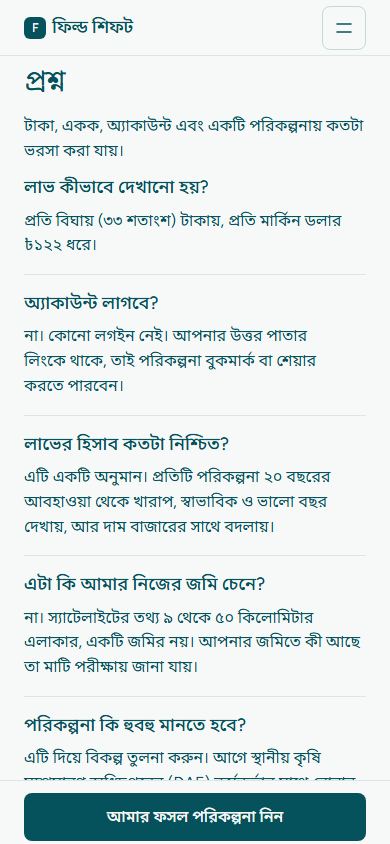 F ফিল্ড শিফট
প্রশ্ন
টাকা, একক, অ্যাকাউন্ট এবং একটি পরিকল্পনায় কতটা
ভরসা করা যায়।
লাভ কীভাবে দেখানো হয়?
প্রতি বিঘায় (৩৩ শতাংশ) টাকায়, প্রতি মার্কিন ডলার
৳১২২ ধরে।
অ্যাকাউন্ট লাগবে?
না। কোনো লগইন নেই। আপনার উত্তর পাতার
লিংকে থাকে, তাই পরিকল্পনা বুকমার্ক বা শেয়ার
করতে পারবেন।
লাভের হিসাব কতটা নিশ্চিত?
এটি একটি অনুমান। প্রতিটি পরিকল্পনা ২০ বছরের
আবহাওয়া থেকে খারাপ, স্বাভাবিক ও ভালো বছর
দেখায়, আর দাম বাজারের সাথে বদলায়।
এটা কি আমার নিজের জমি চেনে?
না। স্যাটেলাইটের তথ্য ৯ থেকে ৫০ কিলোমিটার
এলাকার, একটি জমির নয়। আপনার জমিতে কী আছে
তা মাটি পরীক্ষায় জানা যায়।
পরিকল্পনা কি হুবহু মানতে হবে?
এটি দিয়ে বিকল্প তুলনা করুন। আগে স্থানীয় কৃষি
আমার ফসল পরিকল্পনা নিন